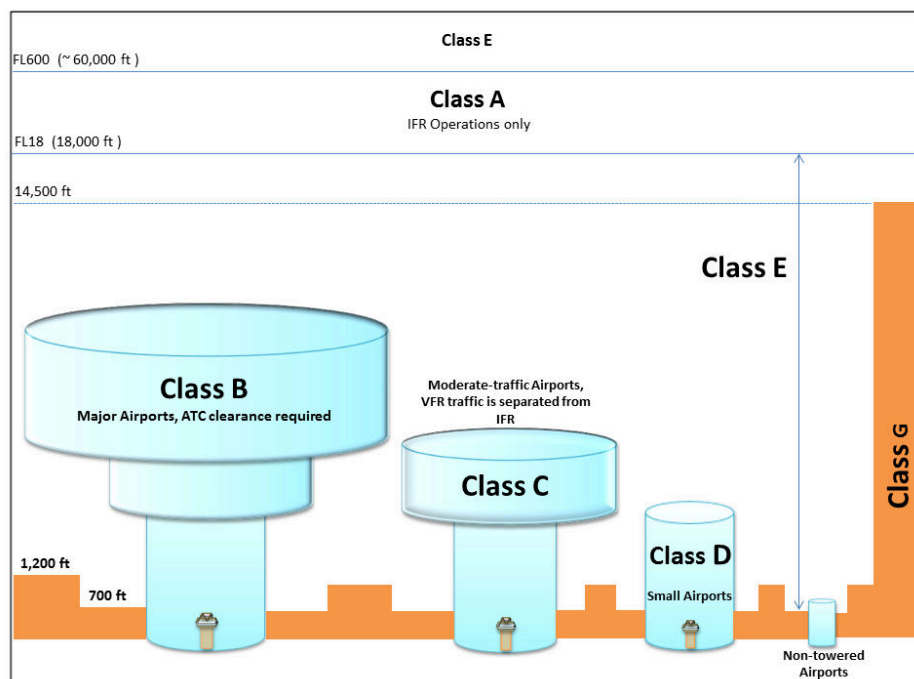 Class E
FL600 (~ 60,000 ft )
Class A
IFR Operations only
FL18 (18,000 ft )
14,500 ft
Class E
Class B
Major Airports, ATC clearance required
Moderate-traffic Airports,
VFR traffic is separated from
IFR
Class C
Class G
Class D
Small Airports
1,200 ft
700 ft
Non-towered
Airports